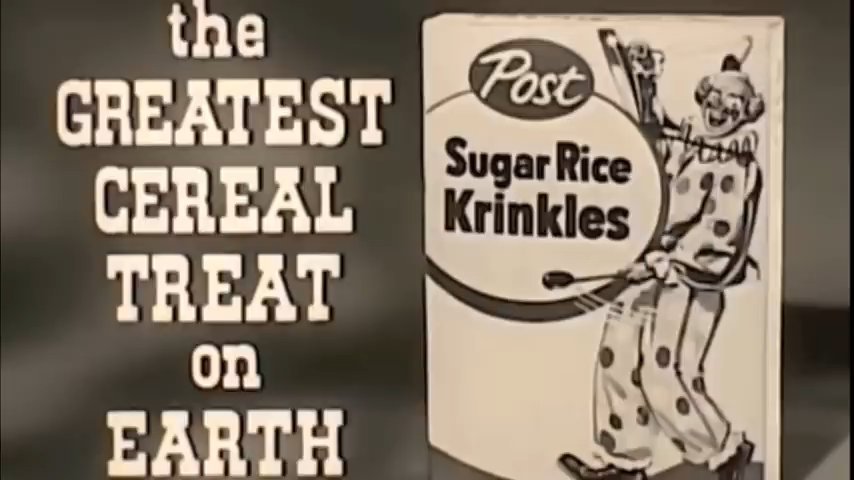 the
GREATEST
CEREAL
TREAT
on
EARTH
Post
Sugar Rice
Krinkles